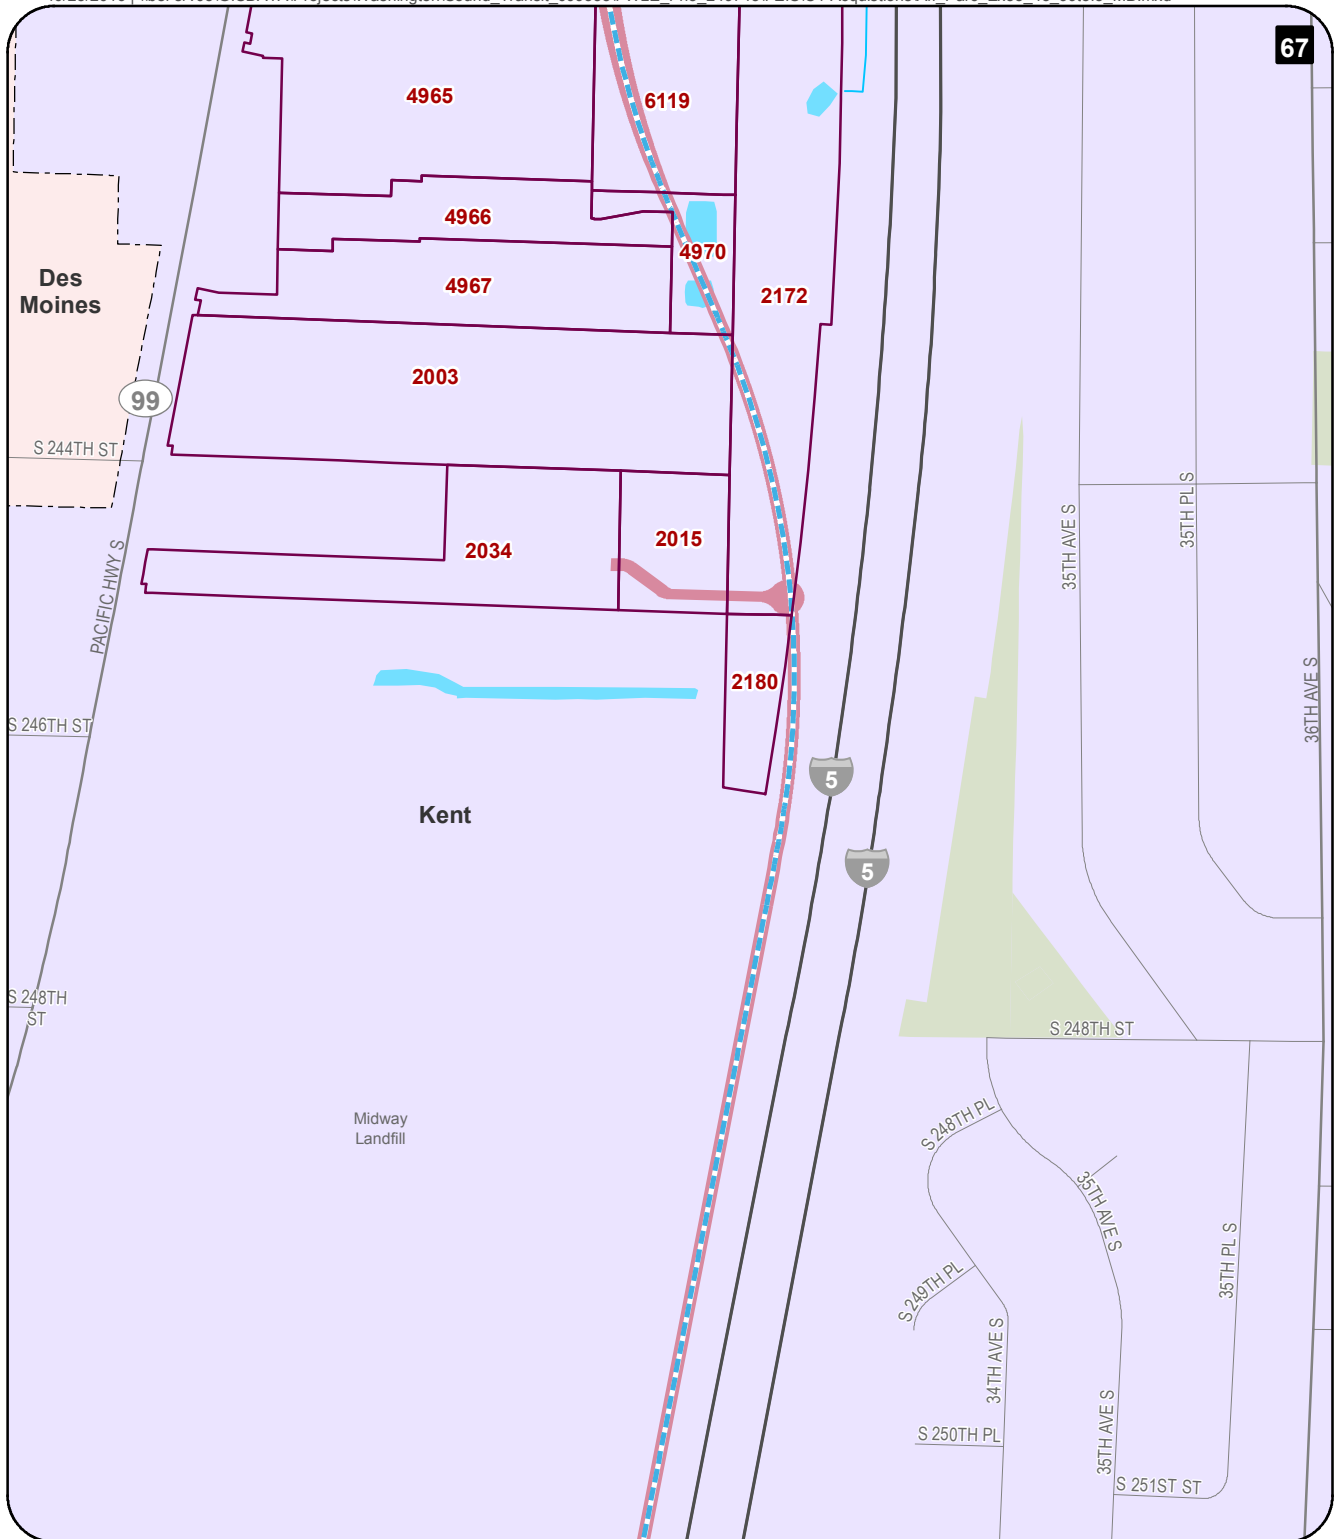 67
4965
6119
4966
4970
4967
2172
Des
Moines
2003
99
S 244TH ST
35TH AVE S
35TH PL S
2034
2015
PACIFIC HWY S
2180
36TH AVE S
S 246TH ST
5
Kent
5
S 248TH
ST
S 248TH ST
Midway
Landfill
S 248TH PL
35TH AVE S
35TH PL S
S 249TH PL
34TH AVE S
35TH AVE S
S 250TH PL
S 251ST ST